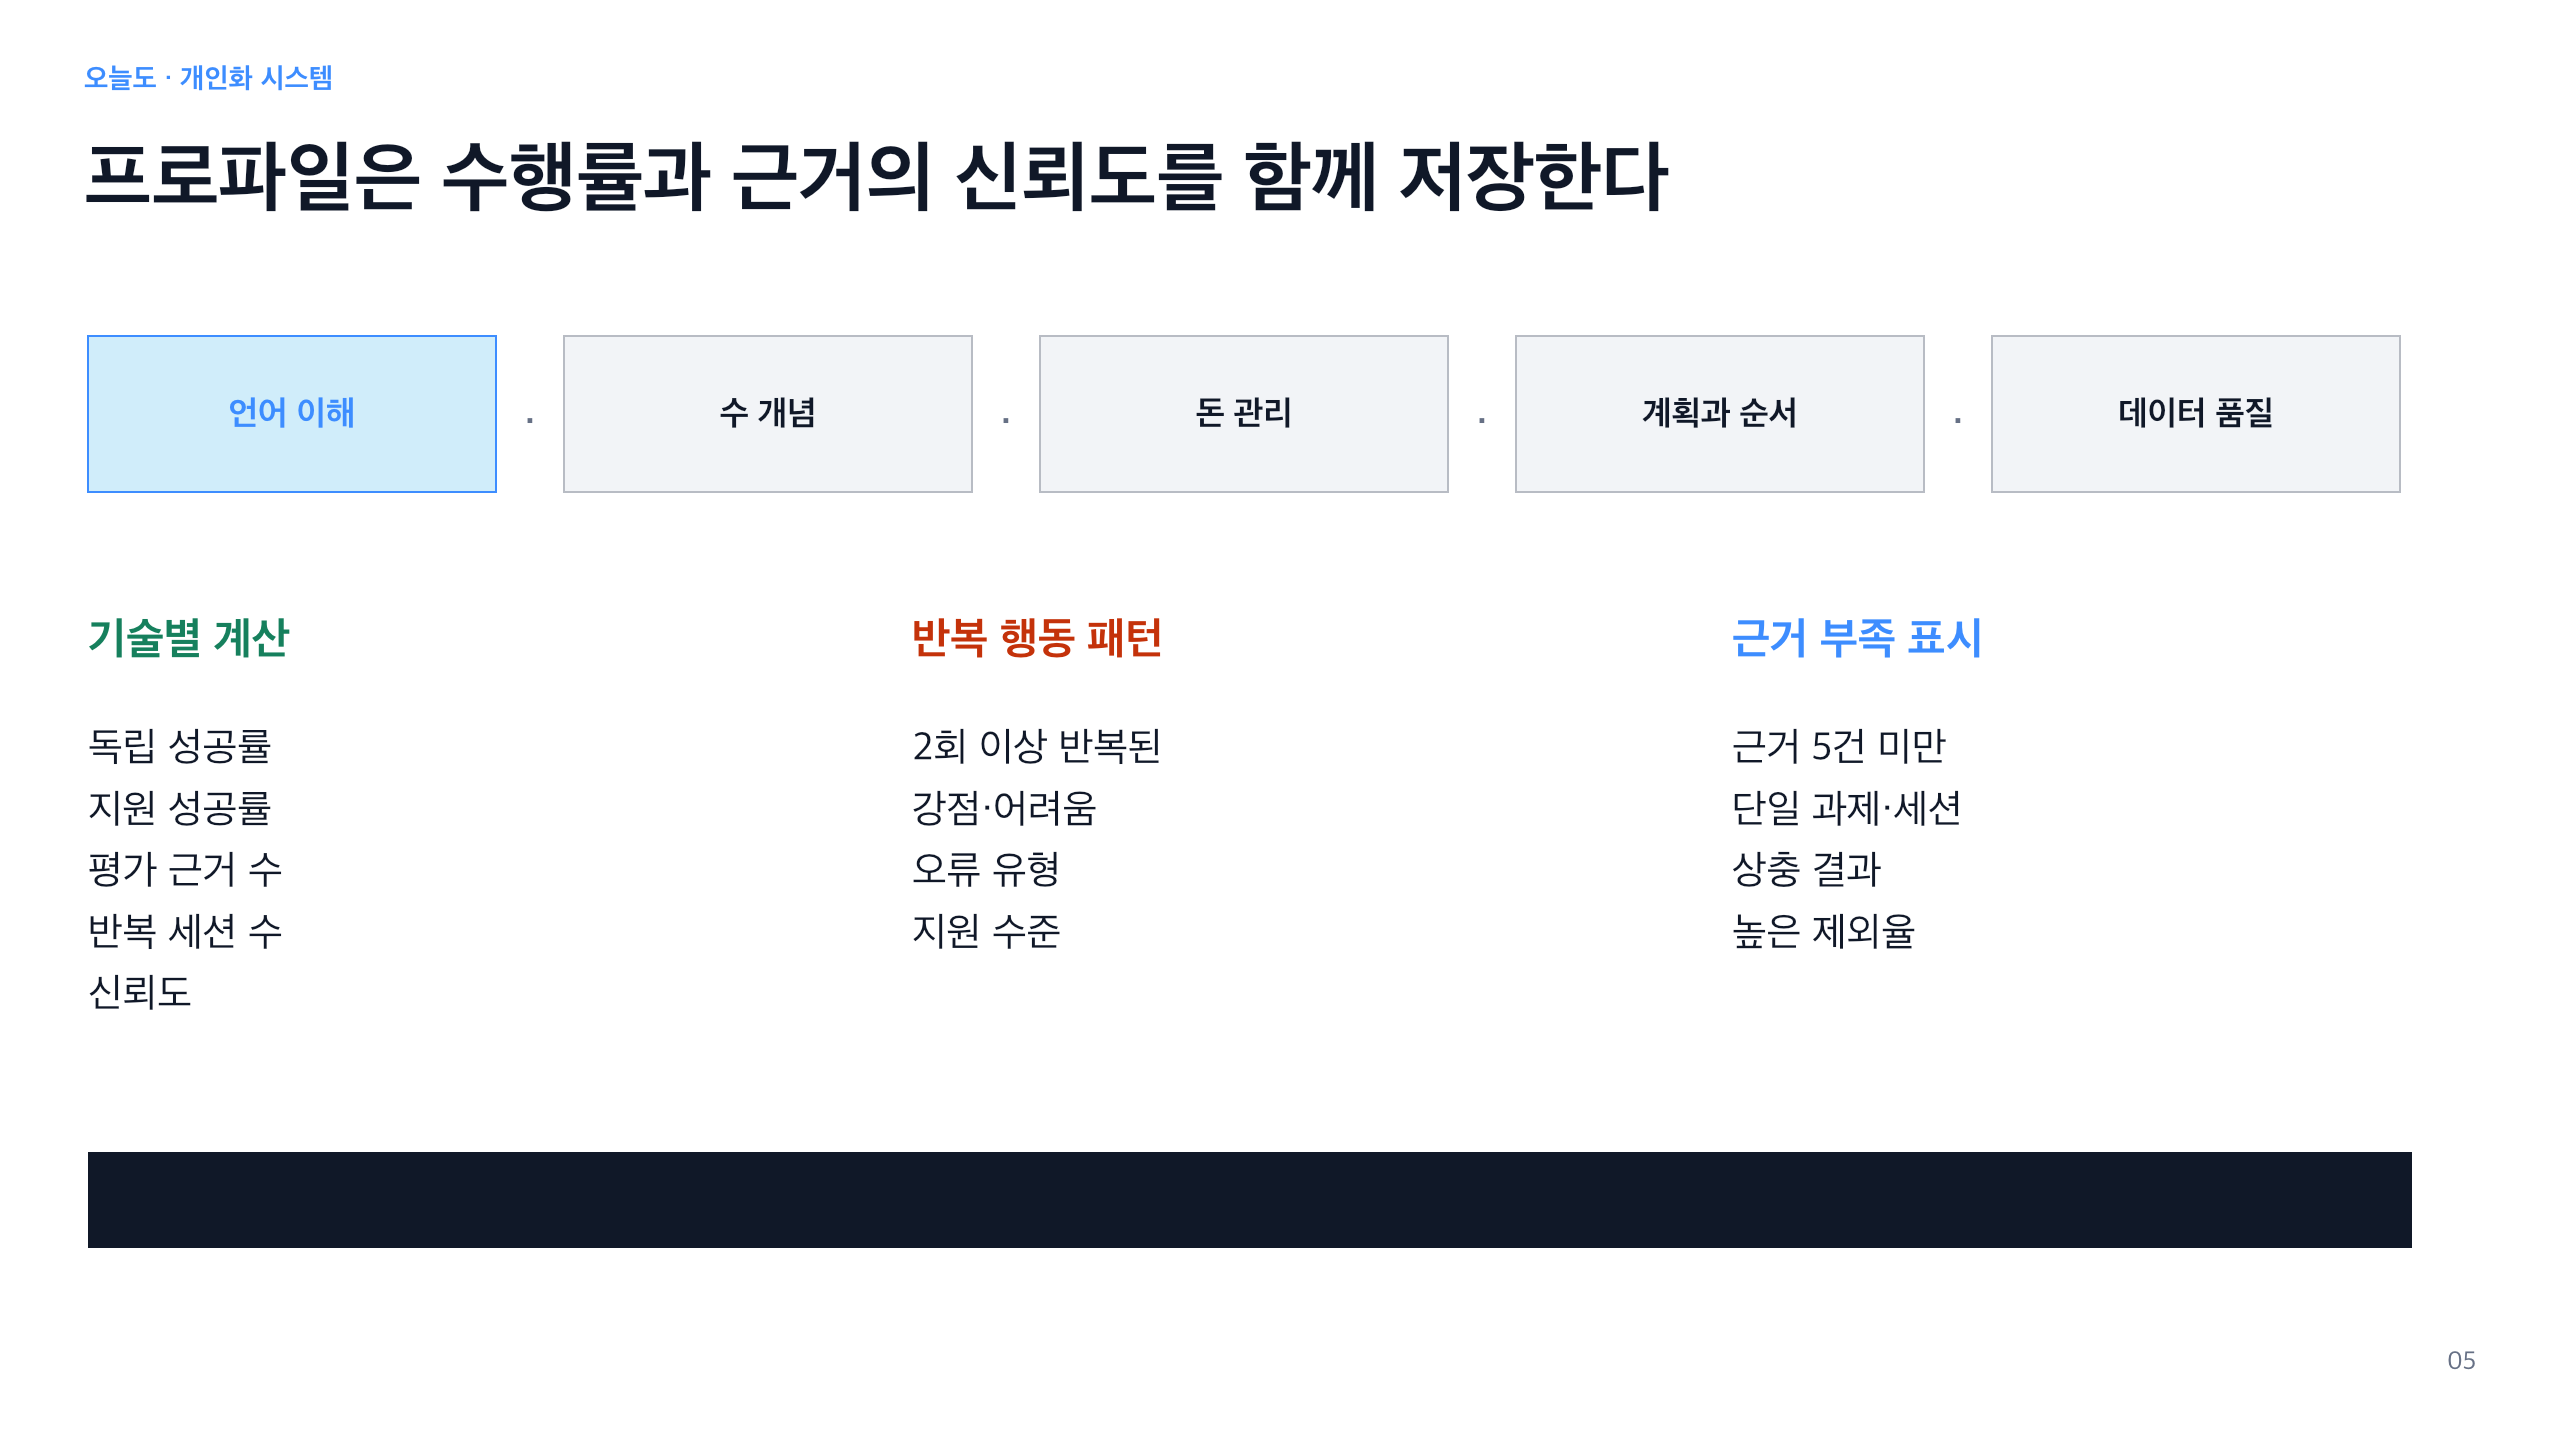 오늘도 · 개인화 시스템
프로파일은 수행률과 근거의 신뢰도를 함께 저장한다
언어 이해 · 수 개념 · 돈 관리 · 계획과 순서 · 데이터 품질
기술별 계산
독립 성공률
지원 성공률
평가 근거 수
반복 세션 수
신뢰도
반복 행동 패턴
2회 이상 반복된
강점·어려움
오류 유형
지원 수준
근거 부족 표시
근거 5건 미만
단일 과제·세션
상충 결과
높은 제외율
05